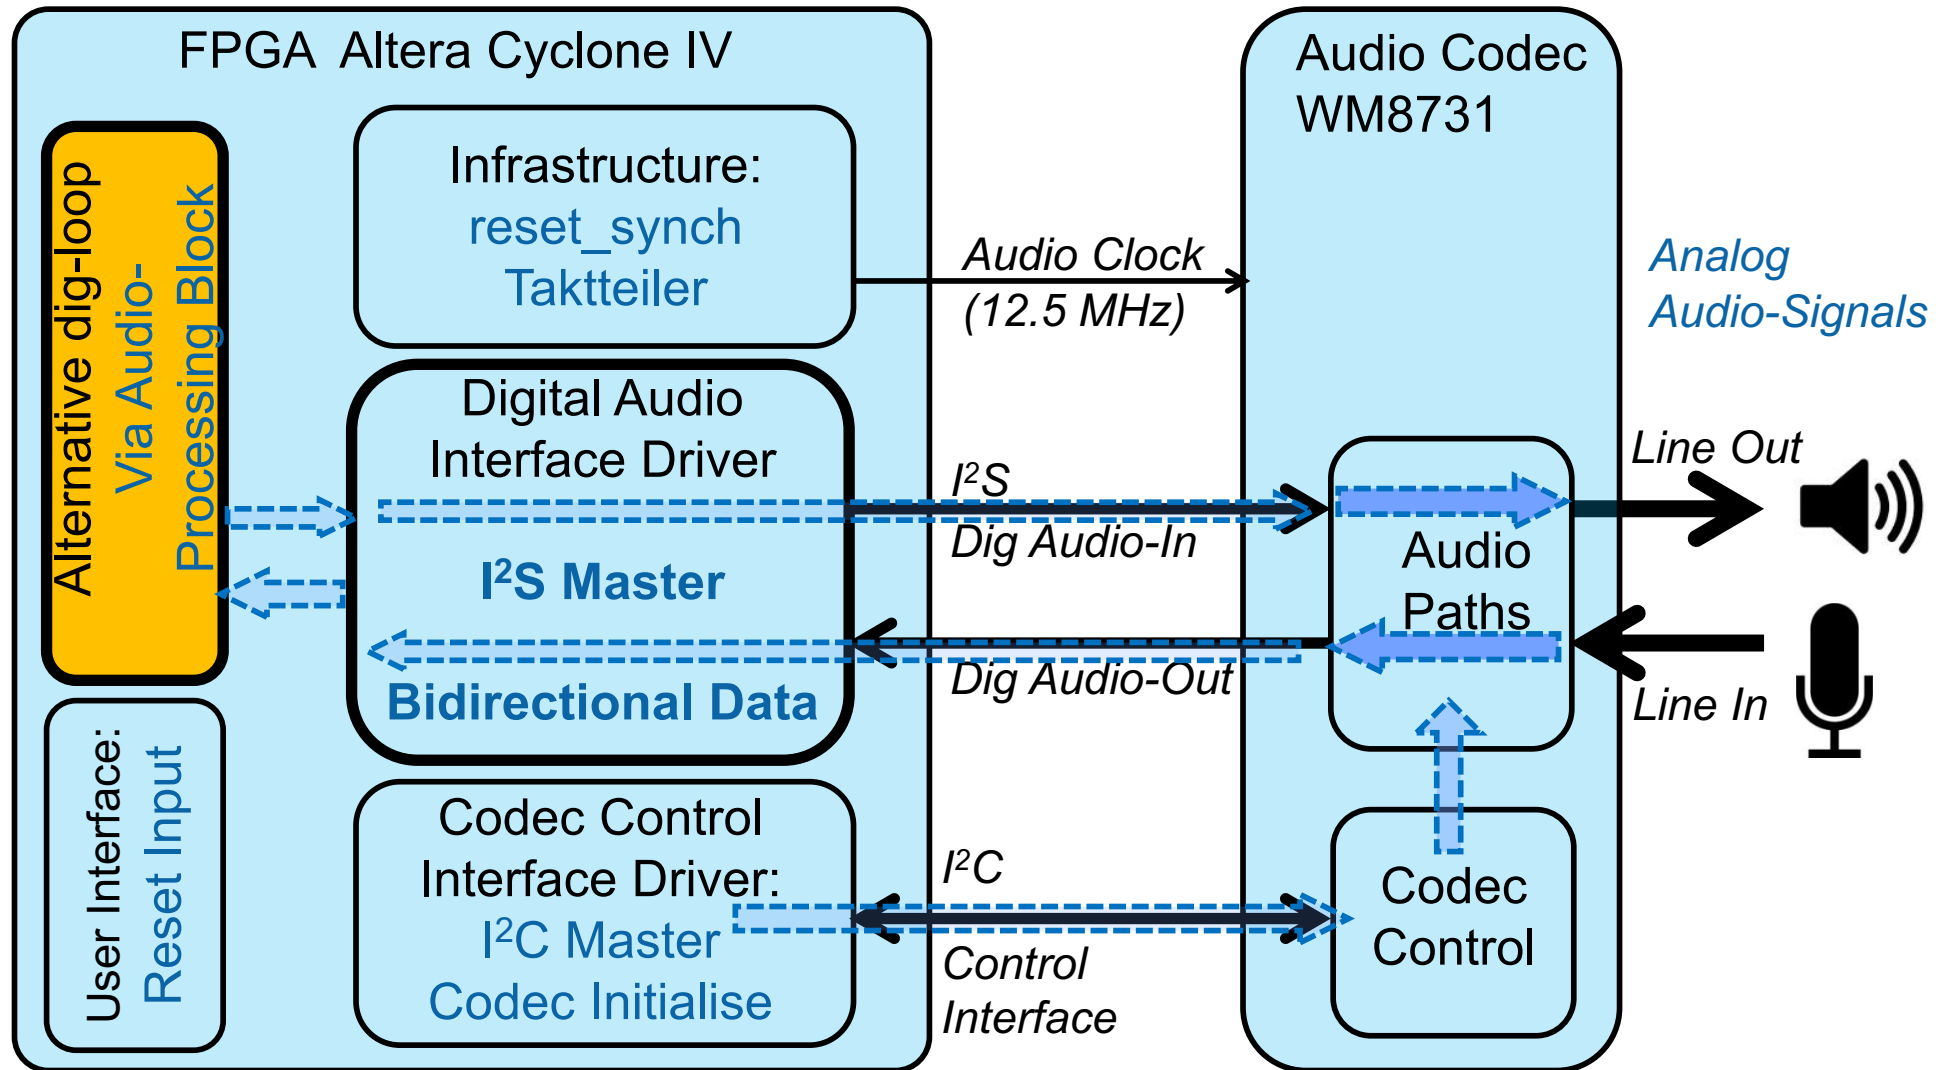 FPGA  Altera Cyclone IV
Alternative dig-loop
Via Audio-
Processing Block
User Interface:
Reset Input
Infrastructure:
reset_synch
Taktteiler
Digital Audio
Interface Driver
I²S Master
Bidirectional Data
Codec Control
Interface Driver:
I²C Master
Codec Initialise
Audio Clock
(12.5 MHz)
I²S
Dig Audio-In
Dig Audio-Out
I²C
Control
Interface
Audio Codec
WM8731
Audio
Paths
Codec
Control
Analog
Audio-Signals
Line Out
Line In